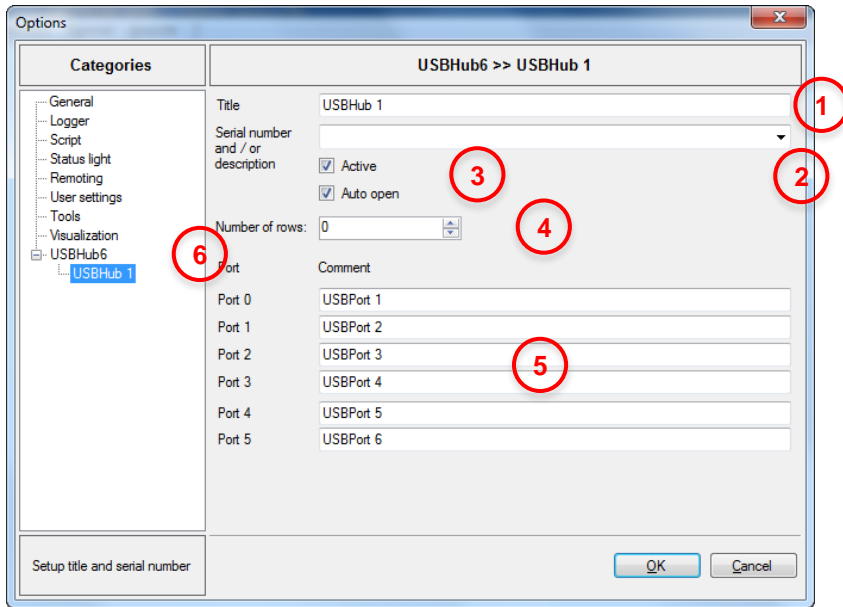 Options
Categories
USBHub6 >> USBHub 1
General
Logger
Script
Status light
Remoting
User settings
Tools
Visualization
USBHub6
USBHub 1
Title
USBHub 1
1
Serial number
and / or
description
2
Active
3
Auto open
Number of rows:
0
4
6
Port
Comment
Port 0
USBPort 1
Port 1
USBPort 2
Port 2
USBPort 3
5
Port 3
USBPort 4
Port 4
USBPort 5
Port 5
USBPort 6
Setup title and serial number
OK
Cancel